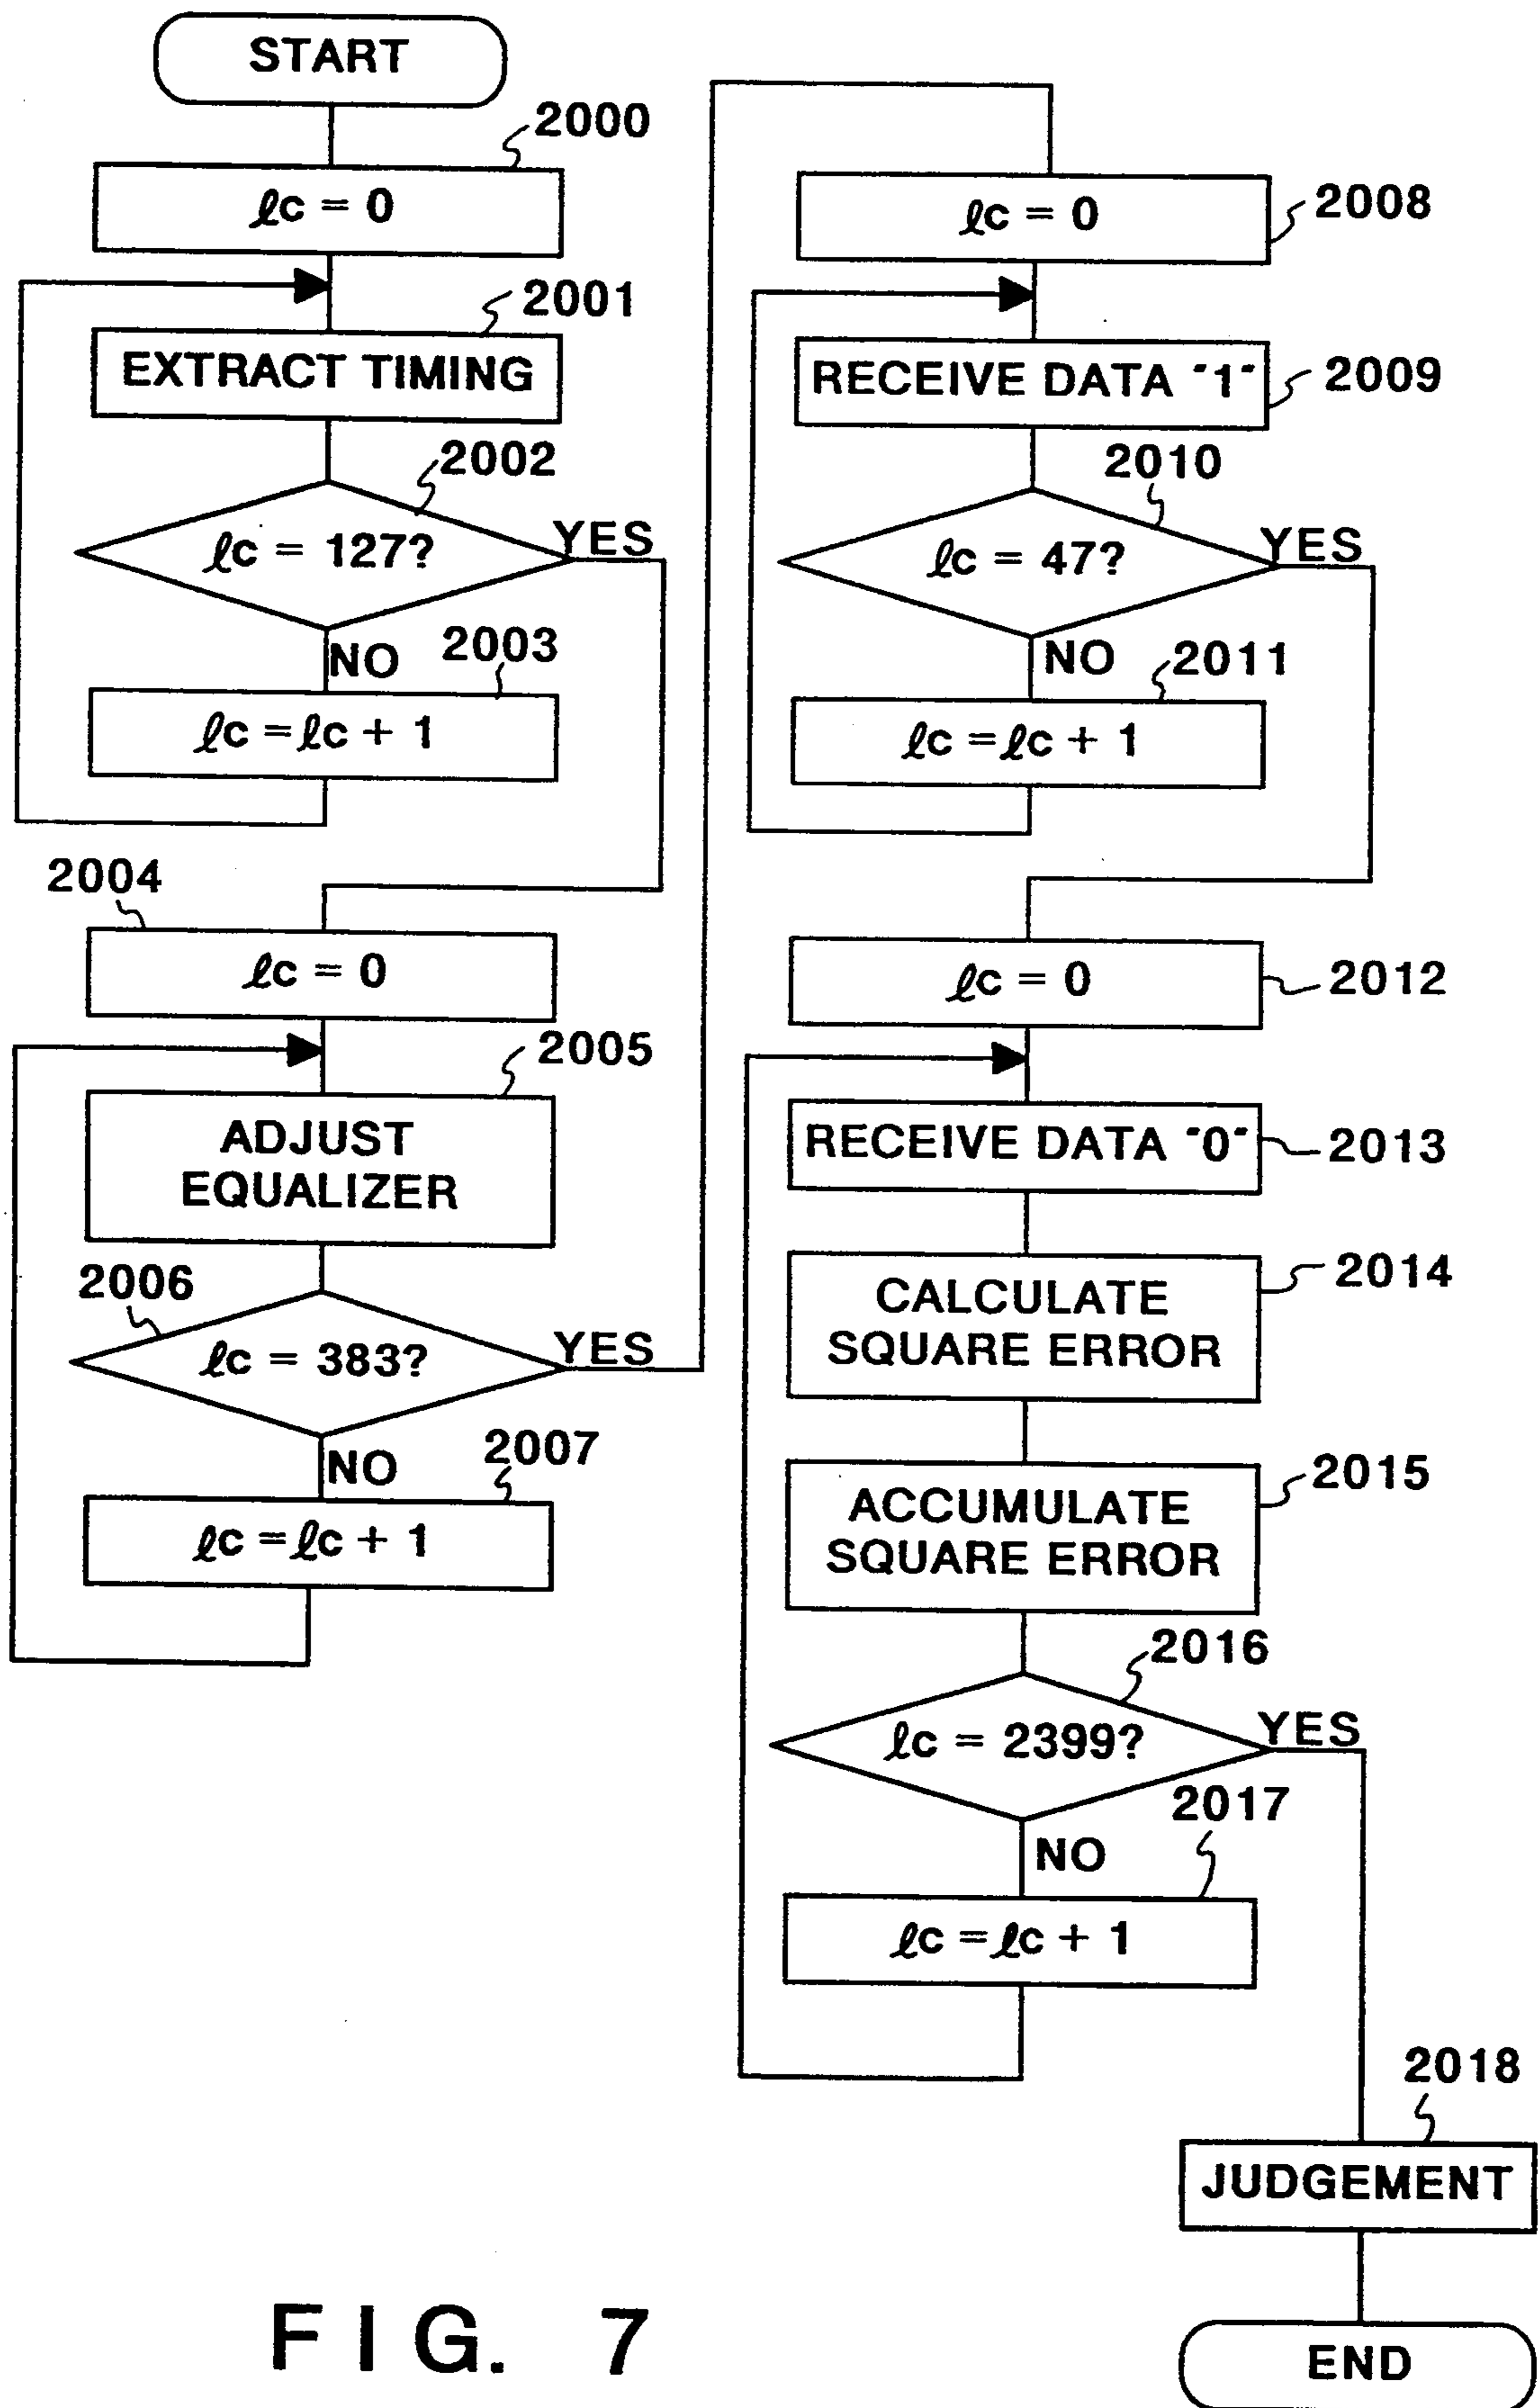 START
2000
ℓc = 0
2001
EXTRACT TIMING
2002
ℓc = 127?
YES
NO
2003
ℓc = ℓc + 1
2004
ℓc = 0
2005
ADJUST
EQUALIZER
2006
ℓc = 383?
YES
NO
2007
ℓc = ℓc + 1
2008
ℓc = 0
2009
RECEIVE DATA "1"
2010
ℓc = 47?
YES
NO
2011
ℓc = ℓc + 1
2012
ℓc = 0
2013
RECEIVE DATA "0"
2014
CALCULATE
SQUARE ERROR
2015
ACCUMULATE
SQUARE ERROR
2016
ℓc = 2399?
YES
NO
2017
ℓc = ℓc + 1
2018
JUDGEMENT
END
FIG. 7